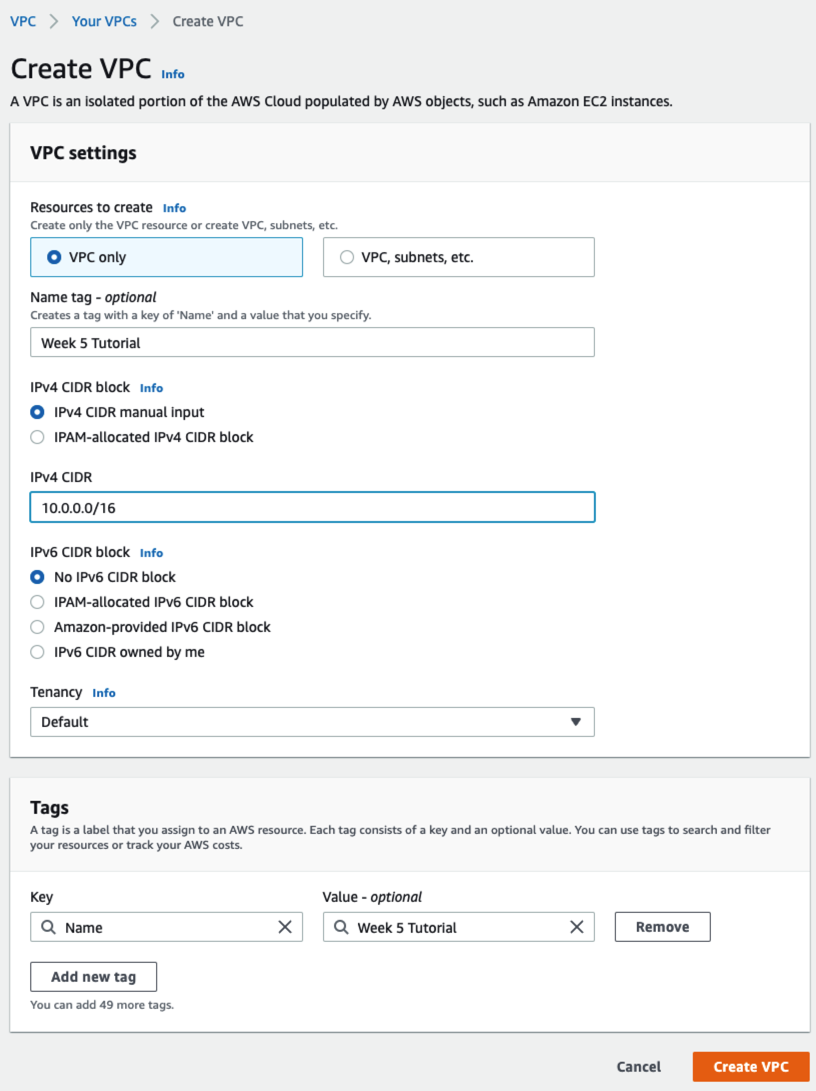 VPC > Your VPCs > Create VPC
Create VPC Info
A VPC is an isolated portion of the AWS Cloud populated by AWS objects, such as Amazon EC2 instances.
VPC settings
Resources to create Info
Create only the VPC resource or create VPC, subnets, etc.
VPC only
VPC, subnets, etc.
Name tag - optional
Creates a tag with a key of 'Name' and a value that you specify.
Week 5 Tutorial
IPv4 CIDR block Info
IPv4 CIDR manual input
IPAM-allocated IPv4 CIDR block
IPv4 CIDR
10.0.0.0/16
IPv6 CIDR block Info
No IPv6 CIDR block
IPAM-allocated IPv6 CIDR block
Amazon-provided IPv6 CIDR block
IPv6 CIDR owned by me
Tenancy Info
Default
Tags
A tag is a label that you assign to an AWS resource. Each tag consists of a key and an optional value. You can use tags to search and filter
your resources or track your AWS costs.
Key
Value - optional
Name
Week 5 Tutorial
Remove
Add new tag
You can add 49 more tags.
Cancel
Create VPC